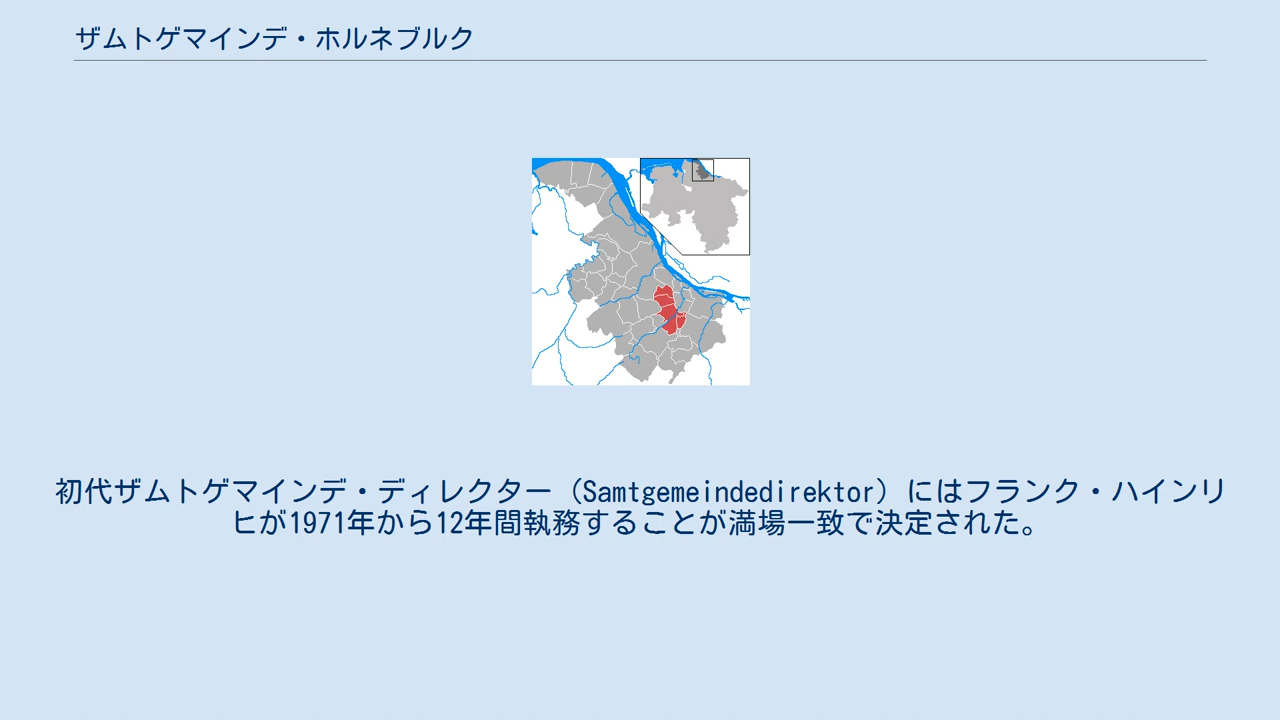 ザムトゲマインデ・ホルネブルク
初代ザムトゲマインデ・ディレクター（Samtgemeindedirektor）にはフランク・ハインリ
ヒが1971年から12年間執務することが満場一致で決定された。